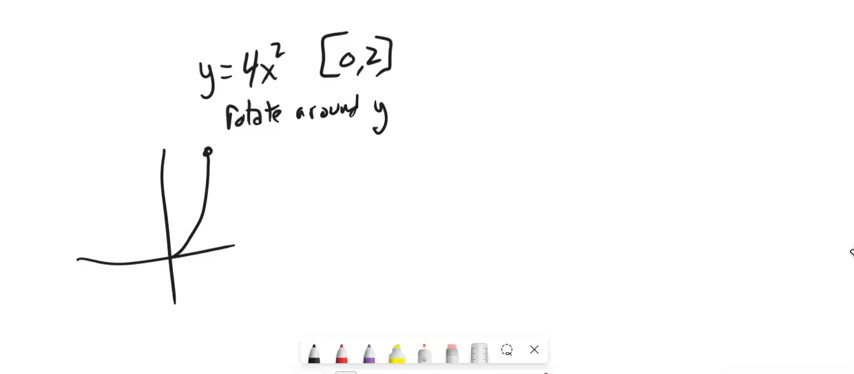 y = 4x² [0,2]
rotate around y